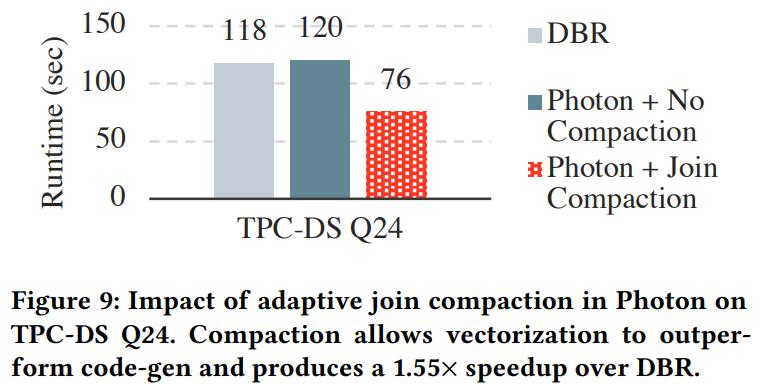 150
118
120
DBR
100
76
Photon + No
Compaction
50
Photon + Join
Compaction
0
Runtime (sec)
TPC-DS Q24
Figure 9: Impact of adaptive join compaction in Photon on
TPC-DS Q24. Compaction allows vectorization to outper-
form code-gen and produces a 1.55× speedup over DBR.